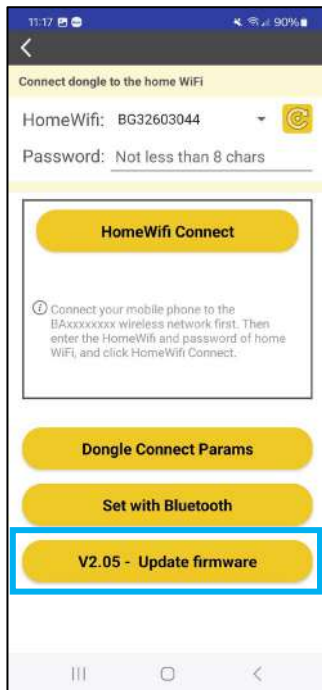 11:17 90%
Connect dongle to the home WiFi
HomeWifi: BG32603044
Password: Not less than 8 chars
HomeWifi Connect
Connect your mobile phone to the
BAxxxxxxxx wireless network first. Then
enter the HomeWifi and password of home
WiFi, and click HomeWifi Connect.
Dongle Connect Params
Set with Bluetooth
V2.05 - Update firmware